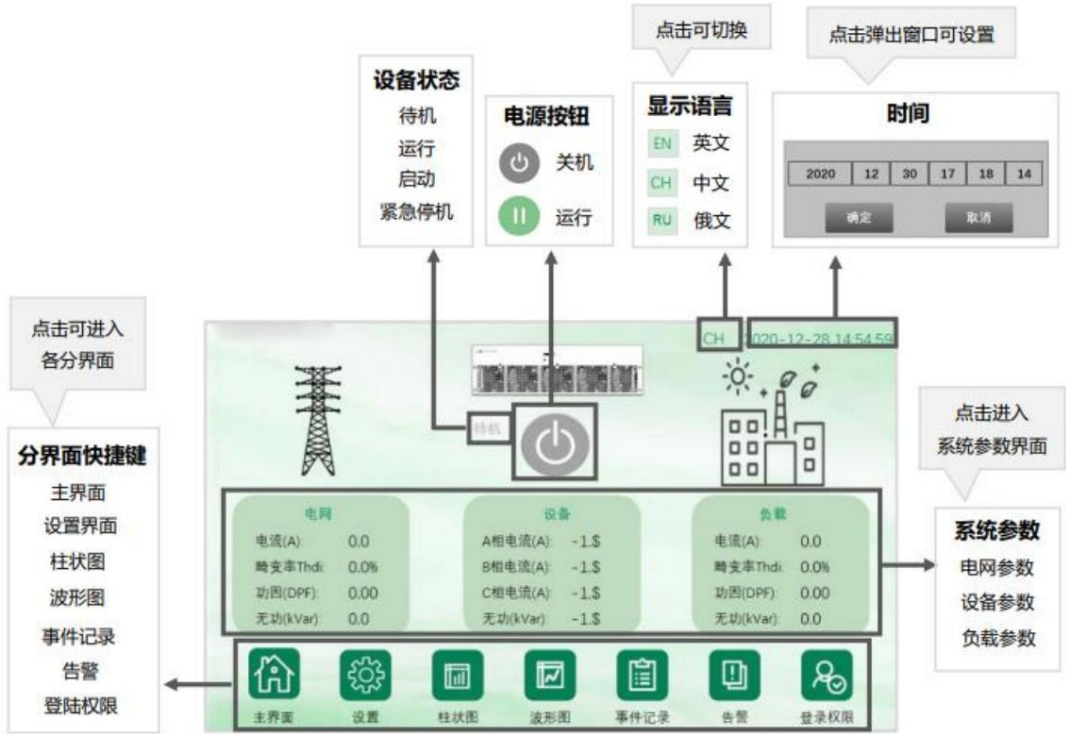 点击可切换
点击弹出窗口可设置
设备状态
待机
运行
启动
紧急停机
电源按钮
关机
运行
显示语言
EN 英文
CH 中文
RU 俄文
时间
2020 12 30 17 18 14
确定 取消
点击可进入
各分界面
分界面快捷键
主界面
设置界面
柱状图
波形图
事件记录
告警
登陆权限
CH 2020-12-28 14:54:59
待机
电网
电流(A): 0.0
畸变率Thdi: 0.0%
功因(DPF): 0.00
无功(kVar): 0.0
设备
A相电流(A): -1.$
B相电流(A): -1.$
C相电流(A): -1.$
无功(kVar): -1.$
负载
电流(A): 0.0
畸变率Thdi: 0.0%
功因(DPF): 0.00
无功(kVar): 0.0
主界面 设置 柱状图 波形图 事件记录 告警 登录权限
点击进入
系统参数界面
系统参数
电网参数
设备参数
负载参数